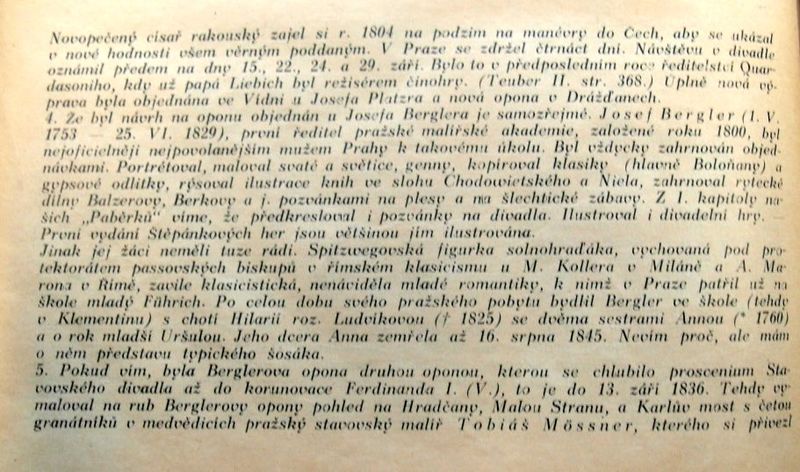 Novopečený císař rakouský zajel si r. 1804 na podzim na manévry do Čech, aby se ukázal
v nové hodnosti všem věrným poddaným. V Praze se zdržel čtrnáct dní. Návštěvu v divadle
oznámil předem na dny 15., 22., 24. a 29. září. Bylo to v předposledním roce ředitelství Quar-
dasoniho, kdy už papá Liebich byl režisérem činohry. (Teuber II. str. 368.) Úplně nová vý-
prava byla objednána ve Vídni u Josefa Platzra a nová opona v Drážďanech.
4. Že byl návrh na oponu objednán u Josefa Berglera je samozřejmé. Josef Bergler (1. V.
1753 — 25. VI. 1829), první ředitel pražské malířské akademie, založené roku 1800, byl
nejoficielněji nejpovolanějším mužem Prahy k takovému úkolu. Byl vždycky zahrnován objed-
návkami. Portrétoval, maloval svaté a světice, genny, kopíroval klasiky (hlavně Boloňany) a
gypsové odlitky, rýsoval ilustrace knih ve slohu Chodowietského a Niela, zahrnoval rytecké
dílny Balzerovy, Berkovy a j. pozvánkami na plesy a na šlechtické zábavy. Z I. kapitoly na-
šich „Paběrků" víme, že předkresloval i pozvánky na divadla. Ilustroval i divadelní hry. —
První vydání Štěpánkových her jsou většinou jím ilustrována.
Jinak jej žáci neměli tuze rádi. Spitzwegovská figurka solnohraďáka, vychovaná pod pro-
tektorátem passovských biskupů v římském klasicismu u M. Kollera v Miláně a A. Ma-
rona v Římě, zavile klasicistická, nenáviděla mladé romantiky, k nimž v Praze patřil už na
škole mladý Führich. Po celou dobu svého pražského pobytu bydlil Bergler ve škole (tehdy
v Klementinu) s chotí Hilarií roz. Ludvíkovou († 1825) se dvěma sestrami Annou (* 1760)
a o rok mladší Uršulou. Jeho dcera Anna zemřela až 16. srpna 1845. Nevím proč, ale mám
o něm představu typického šosáka.
5. Pokud vím, byla Berglerova opona druhou oponou, kterou se chlubilo proscenium Sta-
vovského divadla až do korunovace Ferdinanda I. (V.), to je do 13. září 1836. Tehdy vy-
maloval na rub Berglerovy opony pohled na Hradčany, Malou Stranu, a Karlův most s četou
granátníků v medvědicích pražský stavovský malíř Tobiáš Mössner, kterého si přivezl